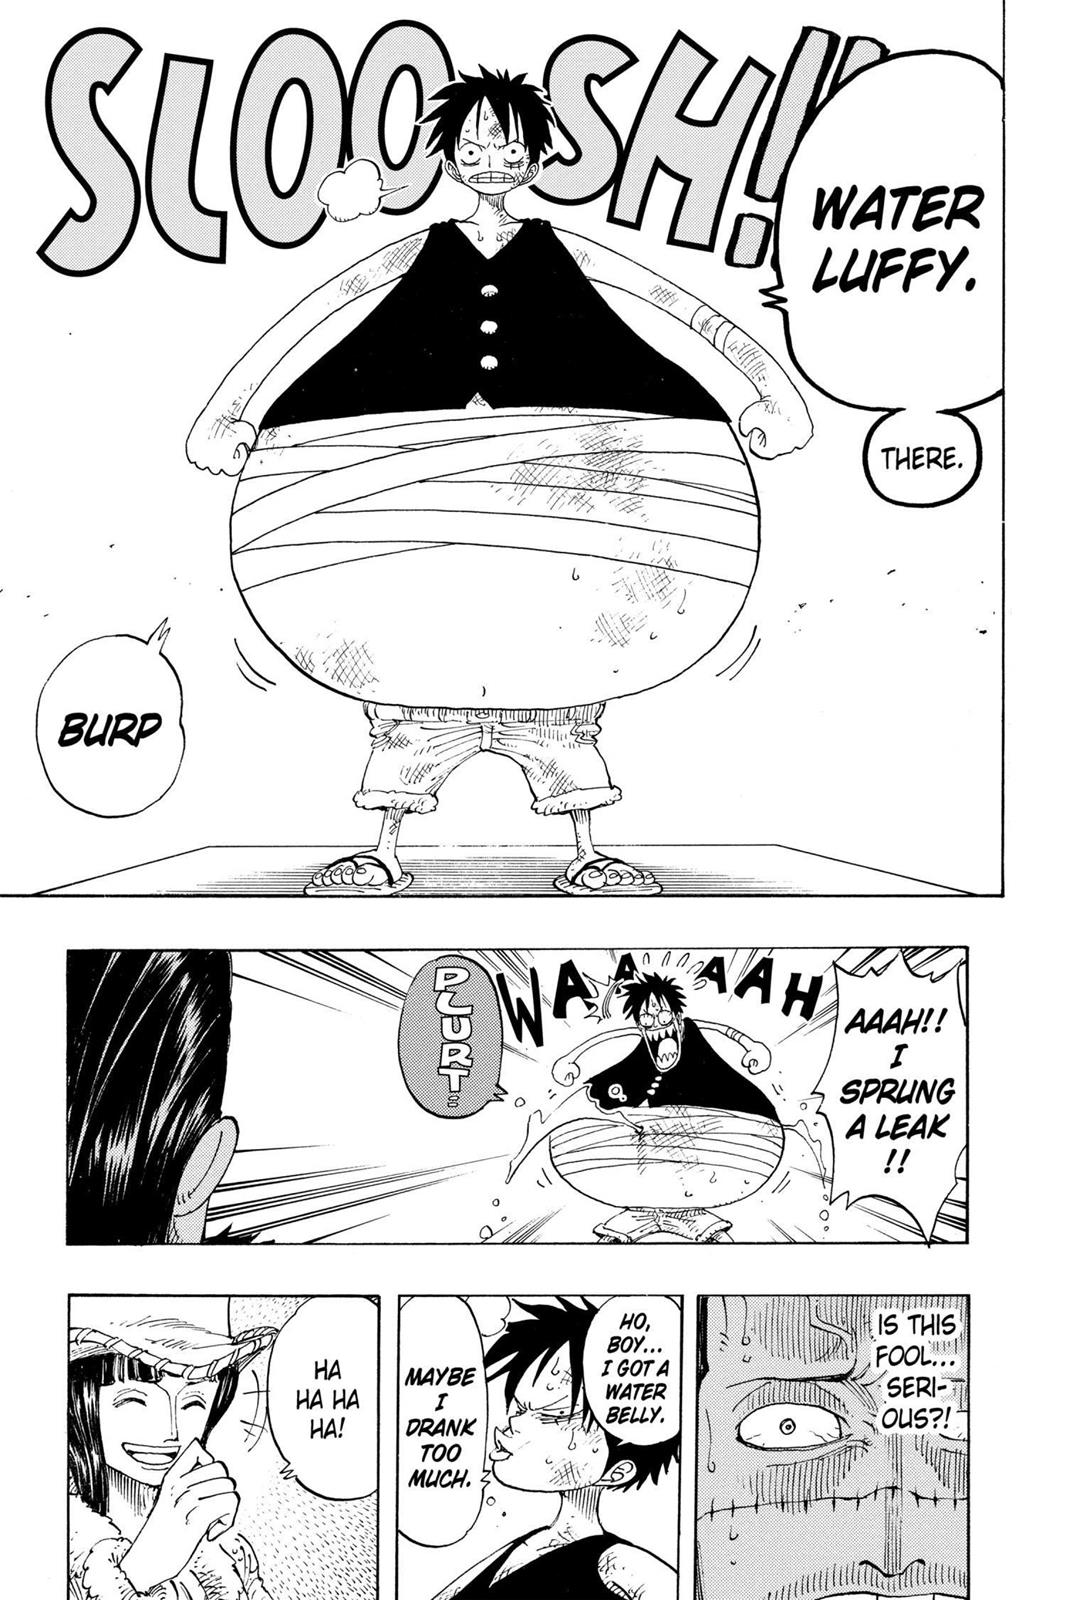 SLOOSH!!
WATER
LUFFY.
THERE.
BURP
AAAH!!
I
SPRUNG
A LEAK
!!
WAAAAAH
PLURT
IS THIS
FOOL...
SERI-
OUS?!
HO,
BOY...
I GOT A
WATER
BELLY.
MAYBE
I
DRANK
TOO
MUCH.
HA
HA HA
HA!